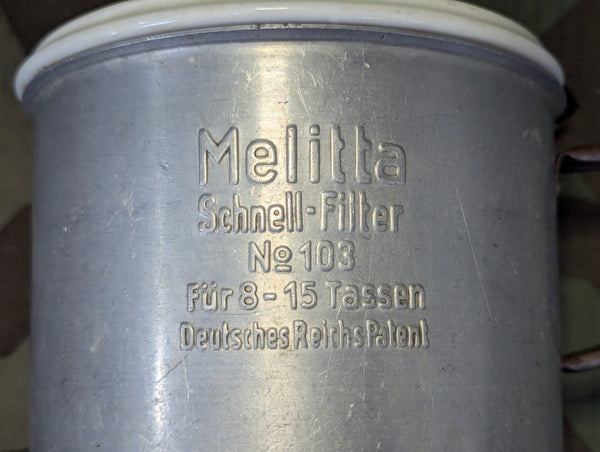 Melitta
Schnell-Filter
№ 103
Für 8-15 Tassen
Deutsches Reichs Patent